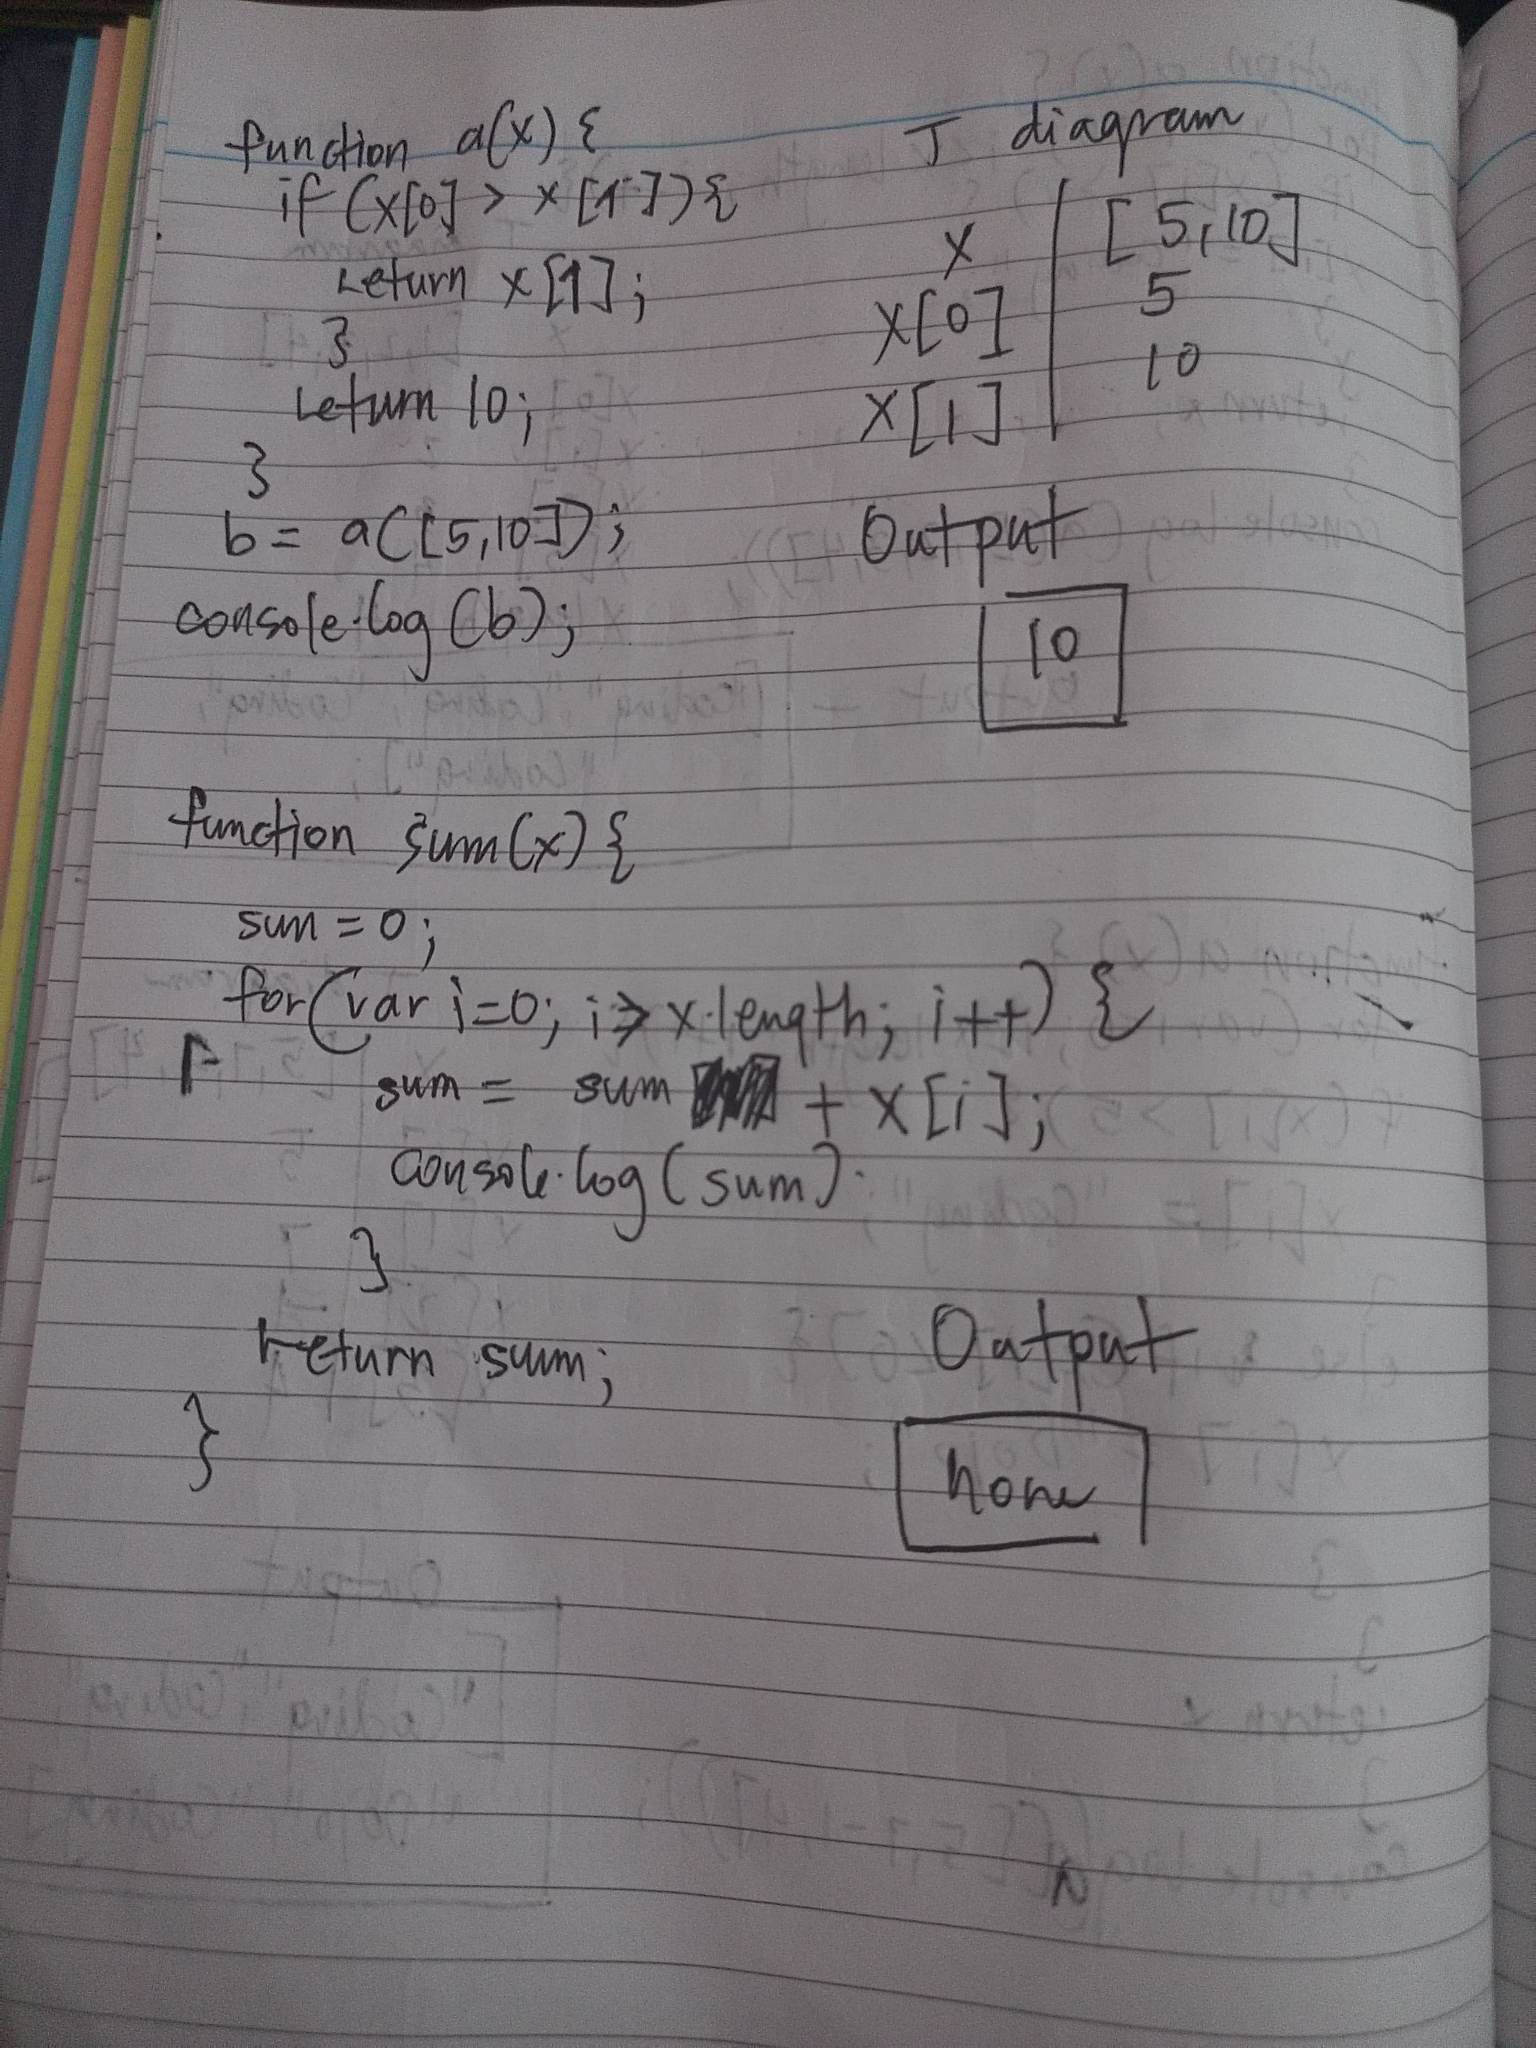 function a(x) {
if (x[0] > x[1]) {
return x[1];
}
return 10;
}
b = a([5,10]);
console.log(b);
T diagram
x [5,10]
x[0] 5
x[1] 10
Output
10
function sum(x) {
sum = 0;
for(var i=0; i> x.length; i++) {
sum = sum + x[i];
console.log(sum).
}
return sum;
}
Output
none